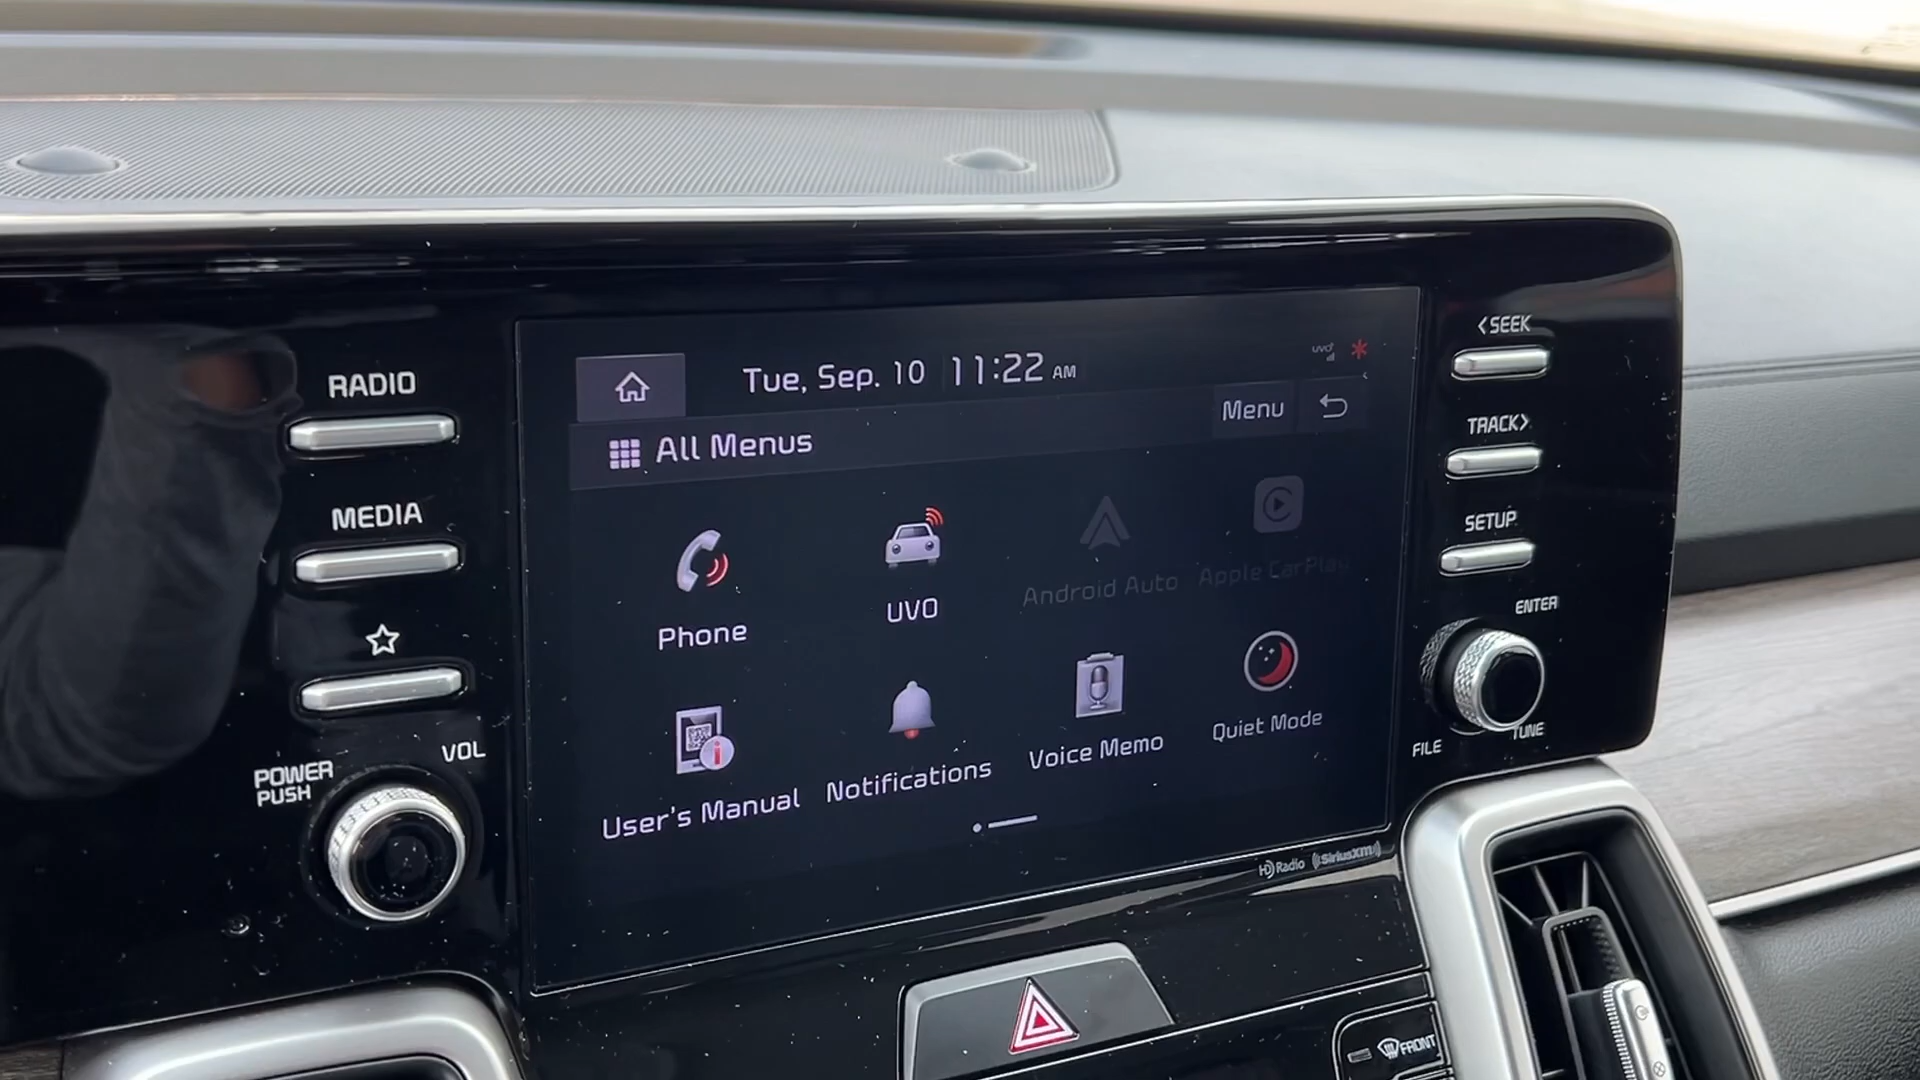 RADIO
MEDIA
VOL
POWER
PUSH
Tue, Sep. 10 11:22 AM
UVO
All Menus
Menu
Phone
UVO
Android Auto
Apple CarPlay
User's Manual
Notifications
Voice Memo
Quiet Mode
HD Radio
SiriusXM
<SEEK
TRACK>
SETUP
ENTER
FILE
TUNE
FRONT